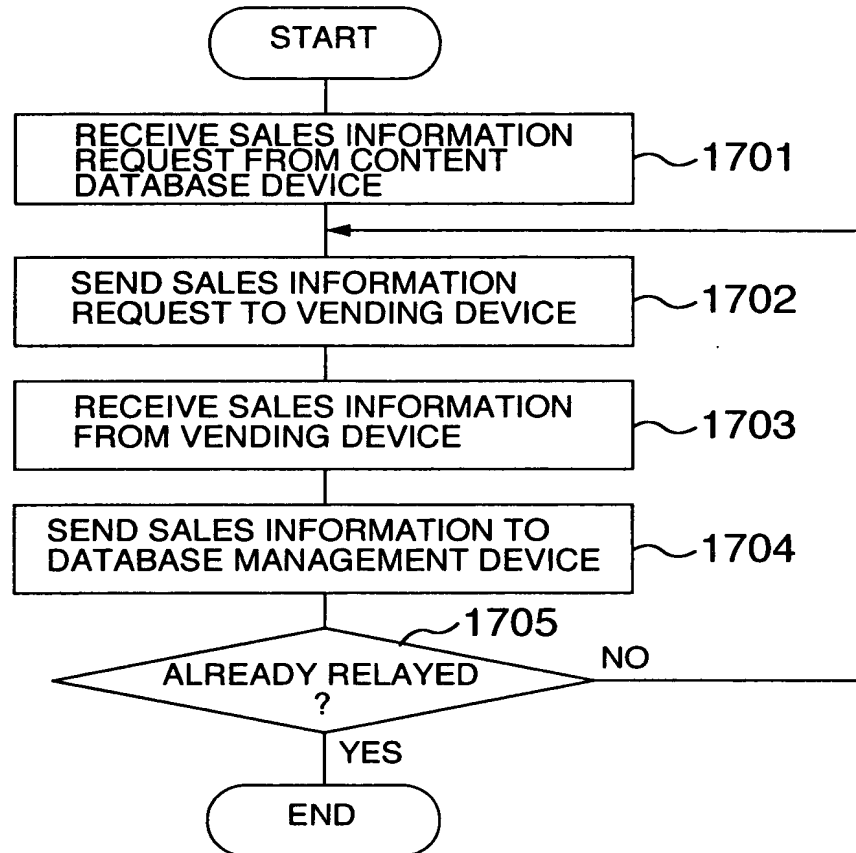 START
RECEIVE SALES INFORMATION
REQUEST FROM CONTENT
DATABASE DEVICE
1701
SEND SALES INFORMATION
REQUEST TO VENDING DEVICE
1702
RECEIVE SALES INFORMATION
FROM VENDING DEVICE
1703
SEND SALES INFORMATION TO
DATABASE MANAGEMENT DEVICE
1704
1705
ALREADY RELAYED
?
NO
YES
END